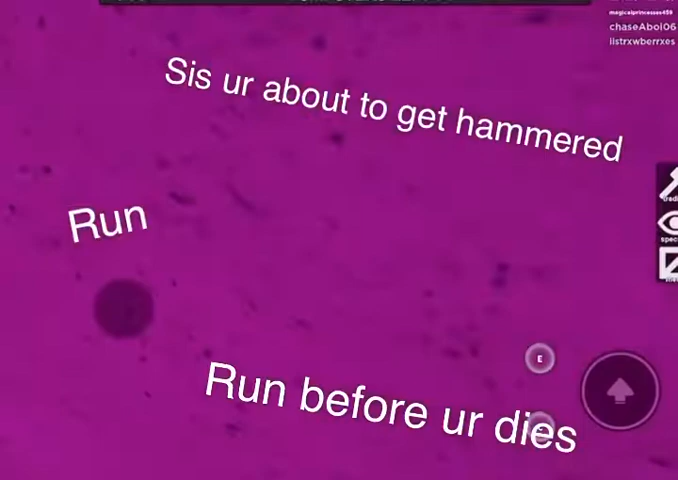 magicalprincesses459
chaseAbol06
iistrxwberrxes
Sis ur about to get hammered
Run
E
Run before ur dies